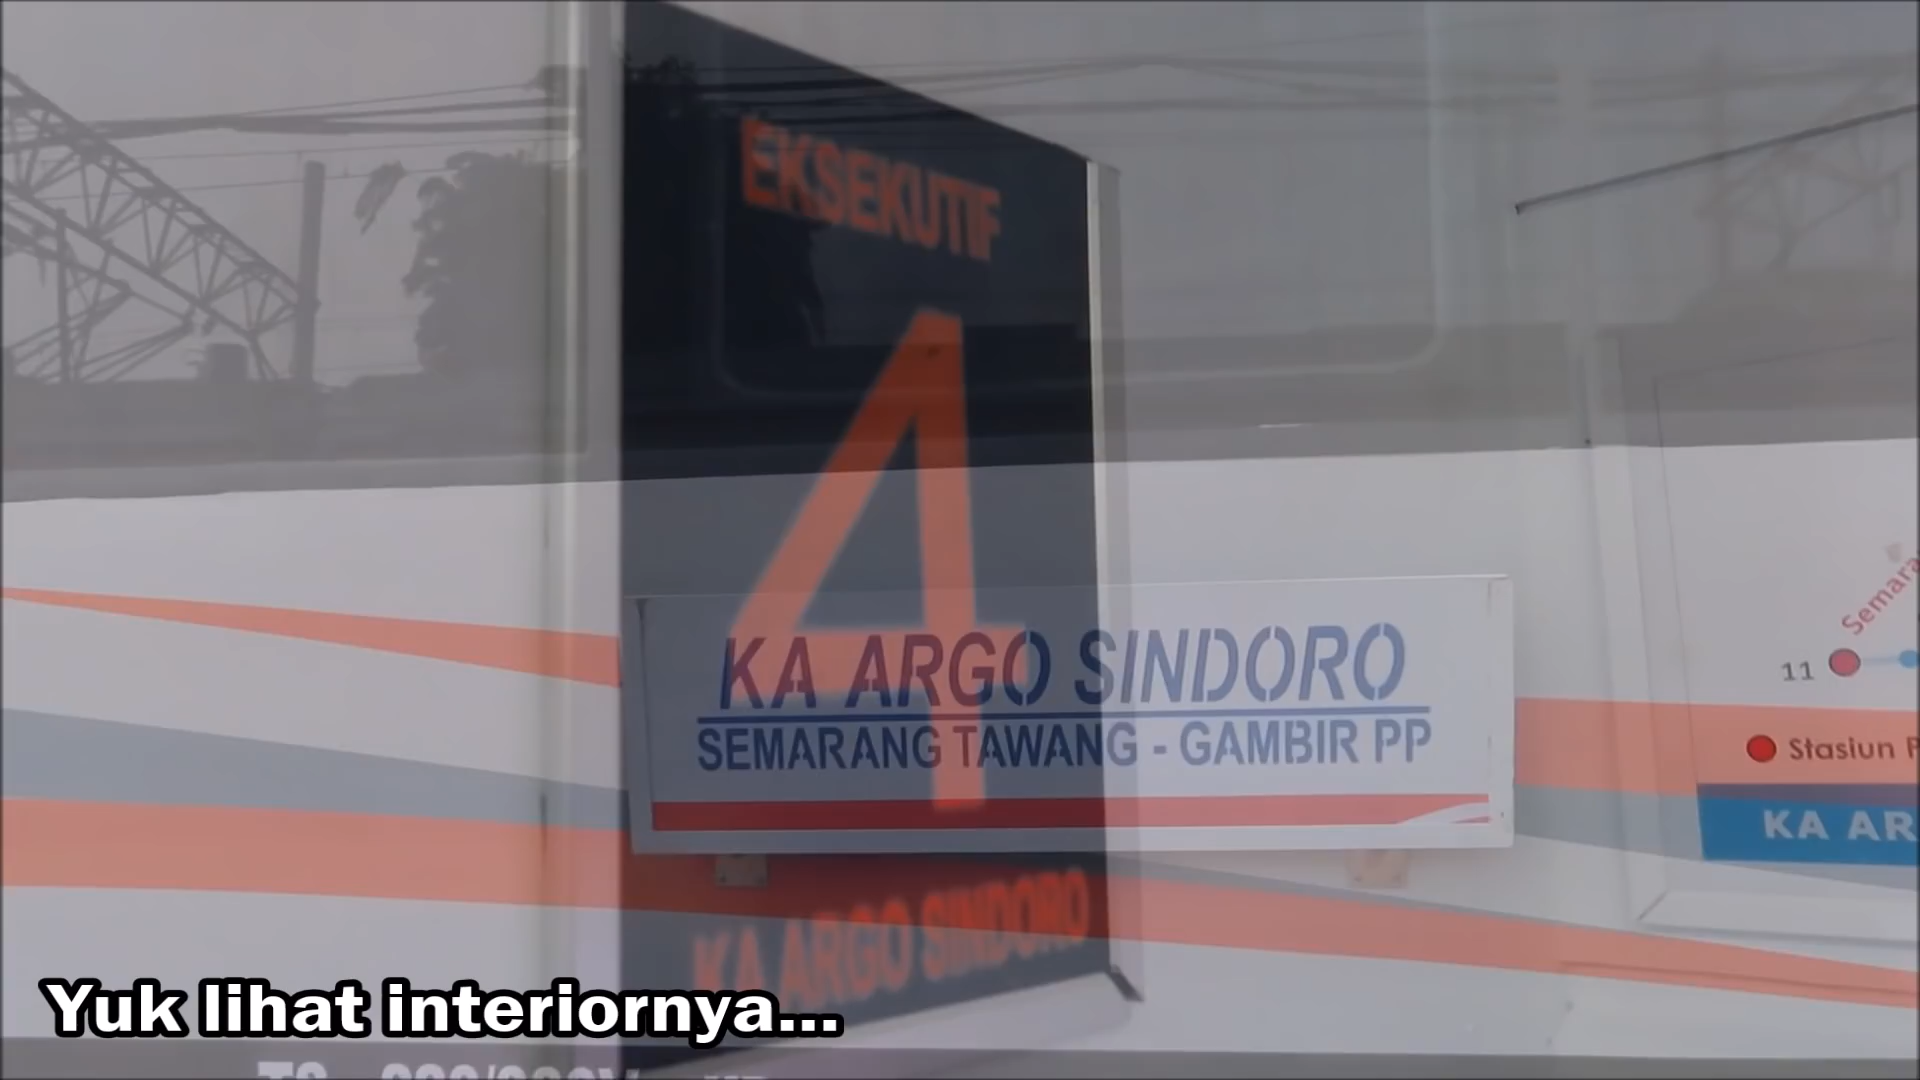 EKSEKUTIF
4
KA ARGO SINDORO
SEMARANG TAWANG - GAMBIR PP
KA ARGO SINDORO
11
Stasiun
KA AR
Yuk lihat interiornya...